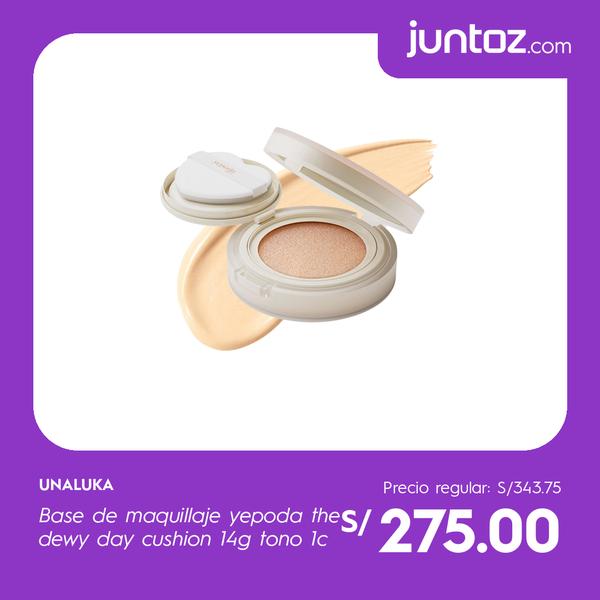 juntoz.com
UNALUKA
Base de maquillaje yepoda the
dewy day cushion 14g tono 1c
Precio regular: S/343.75
S/ 275.00